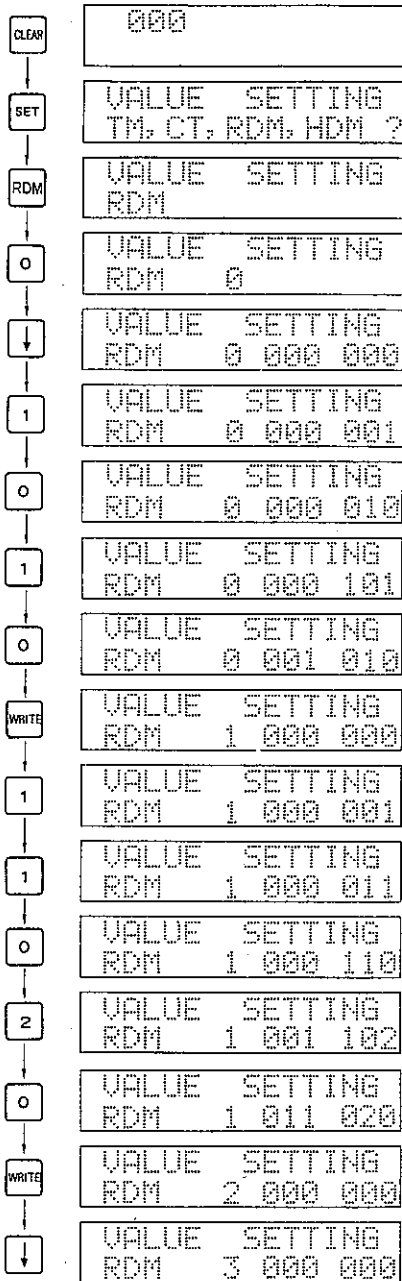 CLEAR
000
SET
VALUE SETTING
TM, CT, RDM, HDM ?
RDM
VALUE SETTING
RDM
0
VALUE SETTING
RDM 0
↓
VALUE SETTING
RDM 0 000 000
1
VALUE SETTING
RDM 0 000 001
0
VALUE SETTING
RDM 0 000 010
1
VALUE SETTING
RDM 0 000 101
0
VALUE SETTING
RDM 0 001 010
WRITE
VALUE SETTING
RDM 1 000 000
1
VALUE SETTING
RDM 1 000 001
1
VALUE SETTING
RDM 1 000 011
0
VALUE SETTING
RDM 1 000 110
2
VALUE SETTING
RDM 1 001 102
0
VALUE SETTING
RDM 1 011 020
WRITE
VALUE SETTING
RDM 2 000 000
↓
VALUE SETTING
RDM 3 000 000